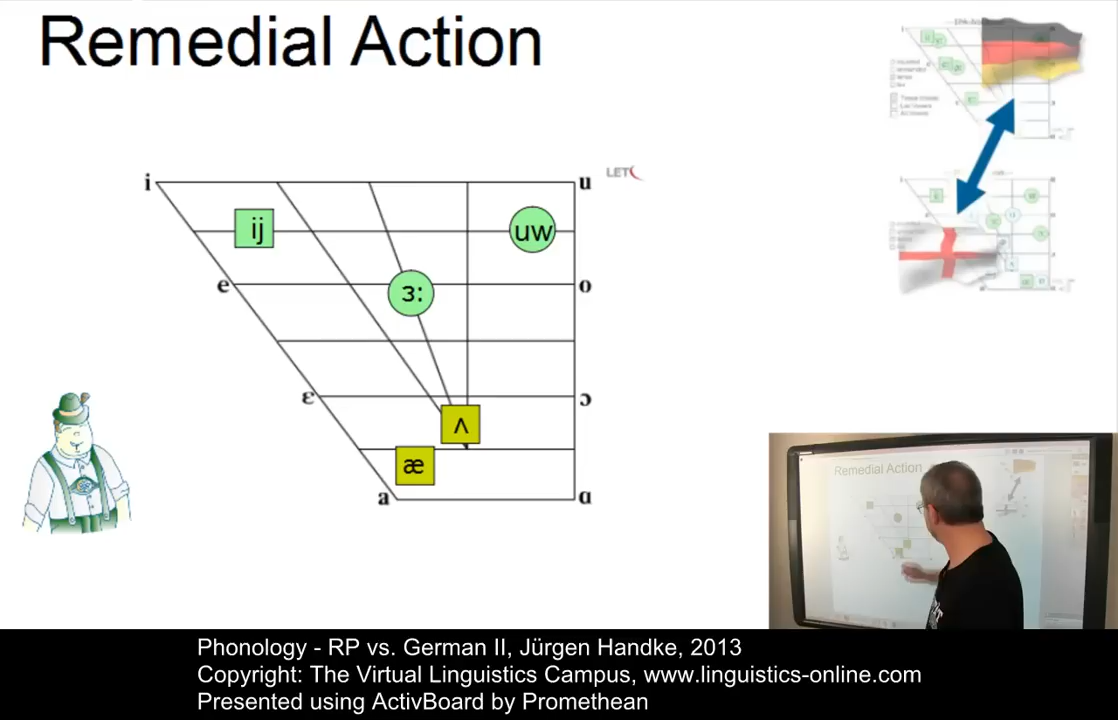 Remedial Action
LET
i
u
ij
uw
e
o
ɜ:
ɛ
ɔ
ʌ
æ
a
ɑ
Remedial Action
Phonology - RP vs. German II, Jürgen Handke, 2013
Copyright: The Virtual Linguistics Campus, www.linguistics-online.com
Presented using ActivBoard by Promethean